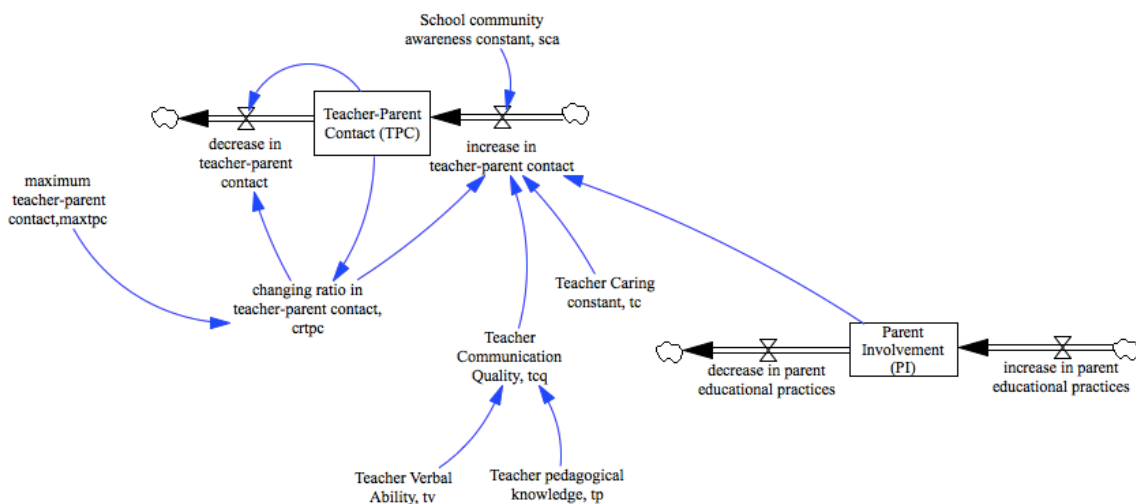 School community
awareness constant, sca
Teacher-Parent
Contact (TPC)
decrease in
teacher-parent
contact
increase in
teacher-parent contact
maximum
teacher-parent
contact,maxtpc
changing ratio in
teacher-parent contact,
crtpc
Teacher Caring
constant, tc
Teacher
Communication
Quality, tcq
Parent
Involvement
(PI)
decrease in parent
educational practices
increase in parent
educational practices
Teacher Verbal
Ability, tv
Teacher pedagogical
knowledge, tp